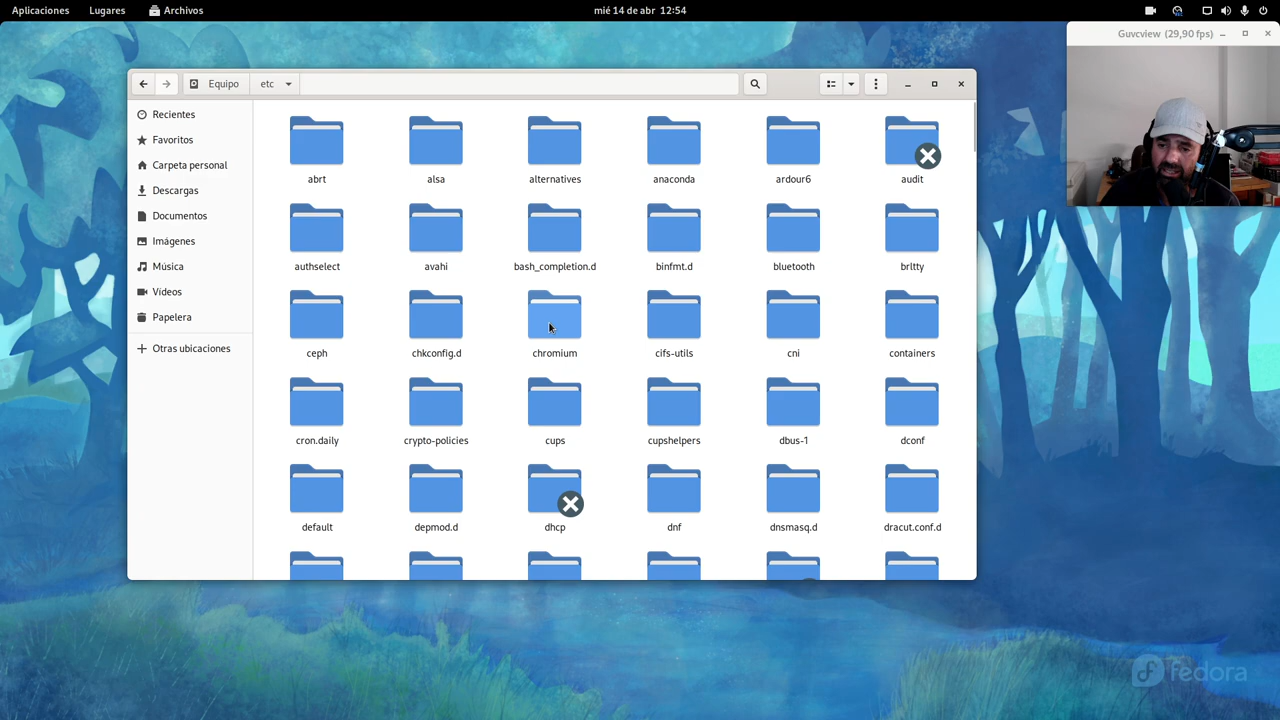 Aplicaciones Lugares Archivos mié 14 de abr 12:54
Guvcview (29,90 fps)
Equipo etc
Recientes
Favoritos
Carpeta personal
Descargas
Documentos
Imágenes
Música
Vídeos
Papelera
Otras ubicaciones
abrt alsa alternatives anaconda ardour6 audit
authselect avahi bash_completion.d binfmt.d bluetooth brltty
ceph chkconfig.d chromium cifs-utils cni containers
cron.daily crypto-policies cups cupshelpers dbus-1 dconf
default depmod.d dhcp dnf dnsmasq.d dracut.conf.d
fedora